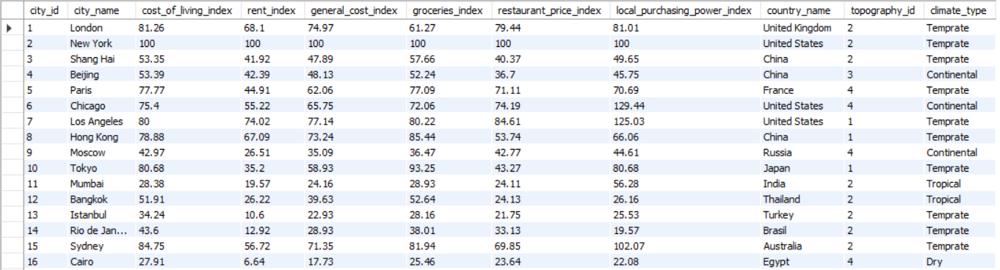 city_id city_name cost_of_living_index rent_index general_cost_index groceries_index restaurant_price_index local_purchasing_power_index country_name topography_id climate_type
1 London 81.26 68.1 74.97 61.27 79.44 81.01 United Kingdom 2 Temprate
2 New York 100 100 100 100 100 100 United States 2 Temprate
3 Shang Hai 53.35 41.92 47.89 57.66 40.37 49.65 China 2 Temprate
4 Beijing 53.39 42.39 48.13 52.24 36.7 45.75 China 3 Continental
5 Paris 77.77 44.91 62.06 77.09 71.11 70.69 France 4 Temprate
6 Chicago 75.4 55.22 65.75 72.06 74.19 129.44 United States 4 Continental
7 Los Angeles 80 74.02 77.14 80.22 84.61 125.03 United States 1 Temprate
8 Hong Kong 78.88 67.09 73.24 85.44 53.74 66.06 China 1 Temprate
9 Moscow 42.97 26.51 35.09 36.47 42.77 44.61 Russia 4 Continental
10 Tokyo 80.68 35.2 58.93 93.25 43.27 80.68 Japan 1 Temprate
11 Mumbai 28.38 19.57 24.16 28.93 24.11 56.28 India 2 Tropical
12 Bangkok 51.91 26.22 39.63 52.64 24.13 26.16 Thailand 2 Tropical
13 Istanbul 34.24 10.6 22.93 28.16 21.75 25.53 Turkey 2 Temprate
14 Rio de Jan... 43.6 12.92 28.93 38.01 33.13 19.57 Brasil 2 Temprate
15 Sydney 84.75 56.72 71.35 81.94 69.85 102.07 Australia 2 Temprate
16 Cairo 27.91 6.64 17.73 25.46 23.64 22.08 Egypt 4 Dry